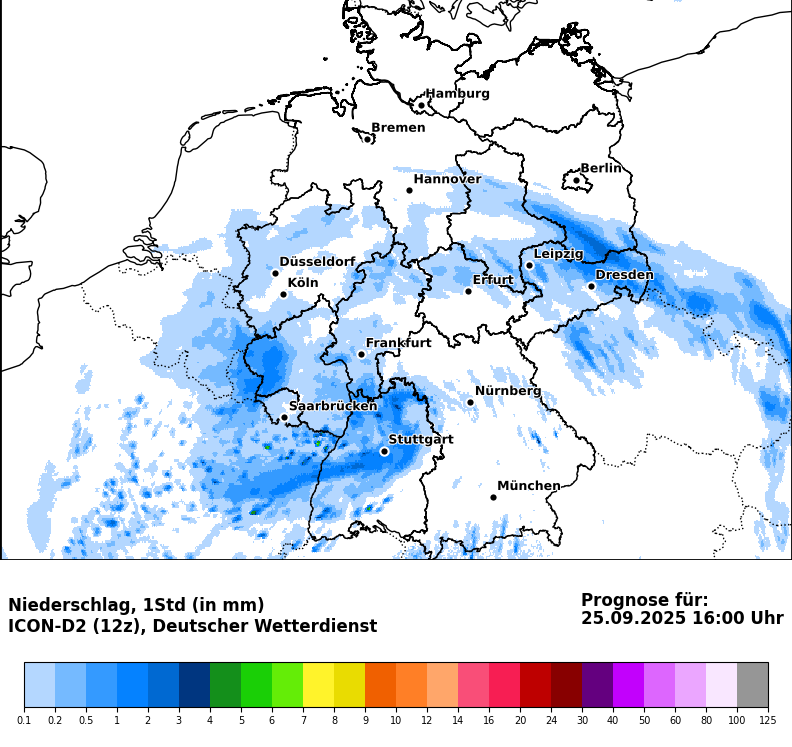 Hamburg
Bremen
Berlin
Hannover
Leipzig
Düsseldorf
Dresden
Köln
Erfurt
Frankfurt
Nürnberg
Saarbrücken
Stuttgart
München
Niederschlag, 1Std (in mm)
ICON-D2 (12z), Deutscher Wetterdienst
Prognose für:
25.09.2025 16:00 Uhr
0.1 0.2 0.5 1 2 3 4 5 6 7 8 9 10 12 14 16 20 24 30 40 50 60 80 100 125